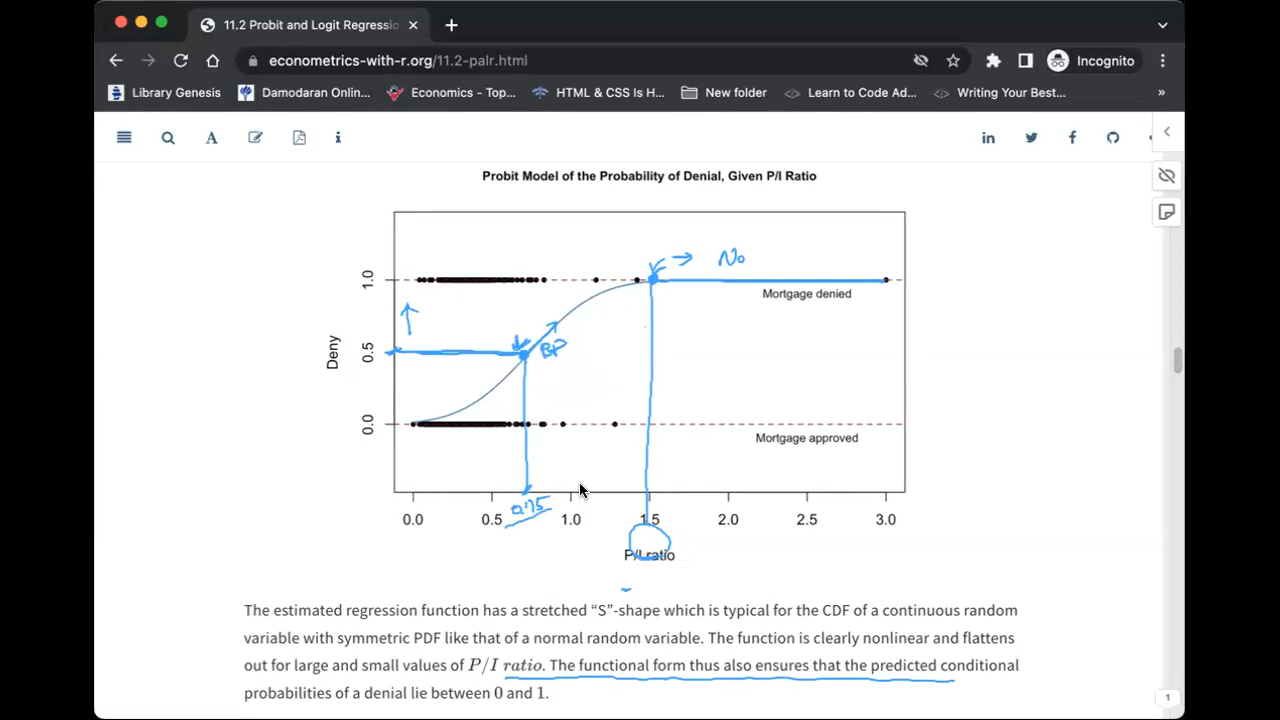 11.2 Probit and Logit Regressio
econometrics-with-r.org/11.2-palr.html
Incognito
Library Genesis
Damodaran Onlin...
Economics - Top...
HTML & CSS Is H...
New folder
Learn to Code Ad...
Writing Your Best...
»
Probit Model of the Probability of Denial, Given P/I Ratio
No
1.0
Mortgage denied
Deny
0.5
BP
0.0
Mortgage approved
0.75
0.0 0.5 1.0 1.5 2.0 2.5 3.0
P/I ratio
The estimated regression function has a stretched “S”-shape which is typical for the CDF of a continuous random
variable with symmetric PDF like that of a normal random variable. The function is clearly nonlinear and flattens
out for large and small values of P/I ratio. The functional form thus also ensures that the predicted conditional
probabilities of a denial lie between 0 and 1.
1